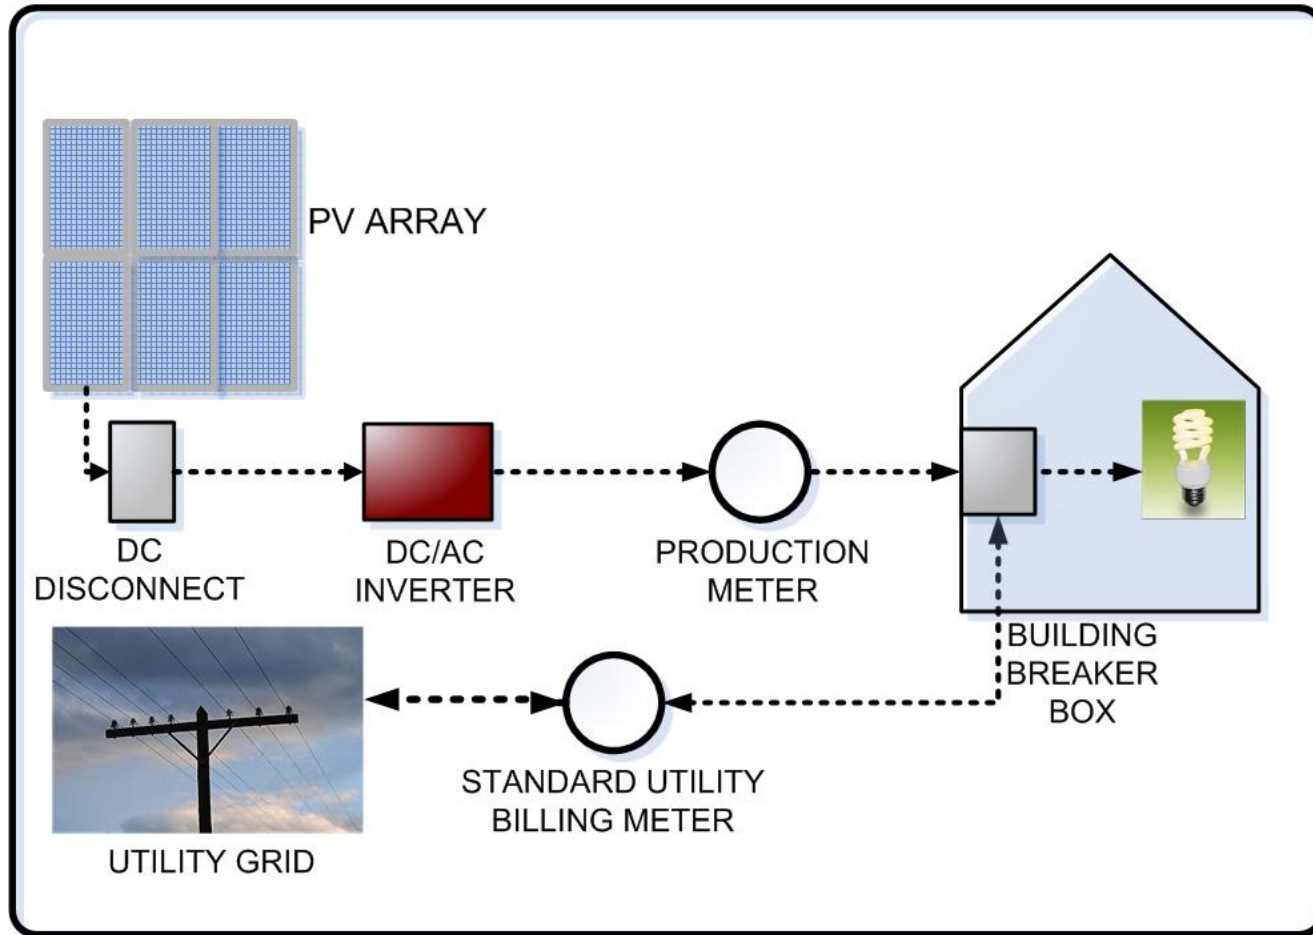 PV ARRAY
DC
DISCONNECT
DC/AC
INVERTER
PRODUCTION
METER
BUILDING
BREAKER
BOX
STANDARD UTILITY
BILLING METER
UTILITY GRID